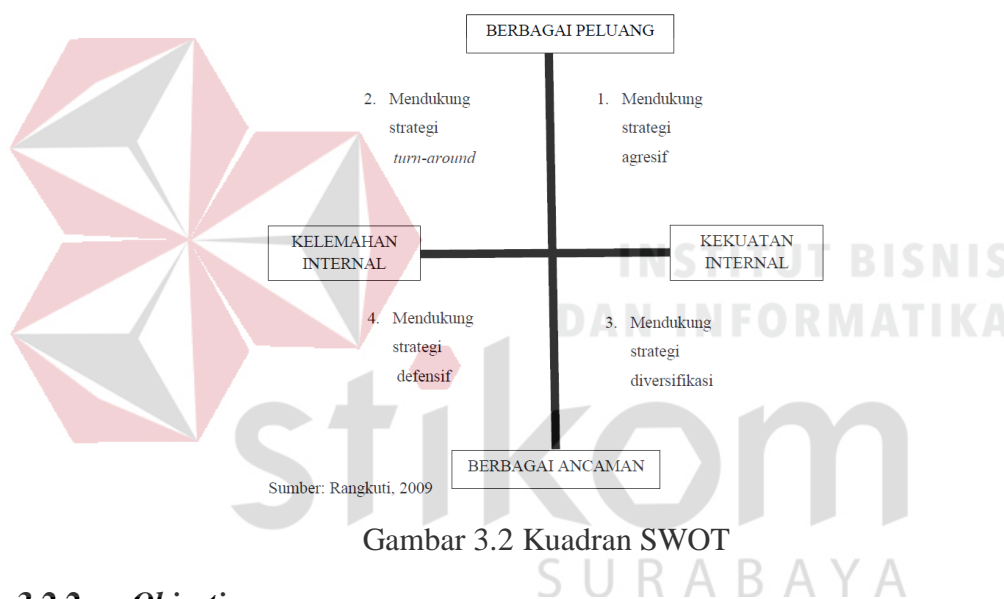 BERBAGAI PELUANG
2. Mendukung
strategi
turn-around
1. Mendukung
strategi
agresif
KELEMAHAN
INTERNAL
KEKUATAN
INTERNAL
INSTITUT BISNIS
DAN INFORMATIKA
4. Mendukung
strategi
defensif
3. Mendukung
strategi
diversifikasi
stikom
BERBAGAI ANCAMAN
Sumber: Rangkuti, 2009
Gambar 3.2 Kuadran SWOT
SURABAYA